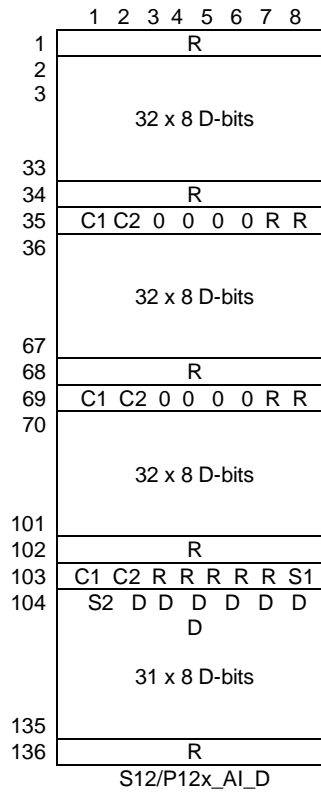 1 2 3 4 5 6 7 8
1 R
2
3
32 x 8 D-bits
33
34 R
35 C1 C2 0 0 0 0 R R
36
32 x 8 D-bits
67
68 R
69 C1 C2 0 0 0 0 R R
70
32 x 8 D-bits
101
102 R
103 C1 C2 R R R R R S1
104 S2 D D D D D D
D
31 x 8 D-bits
135
136 R
S12/P12x_AI_D